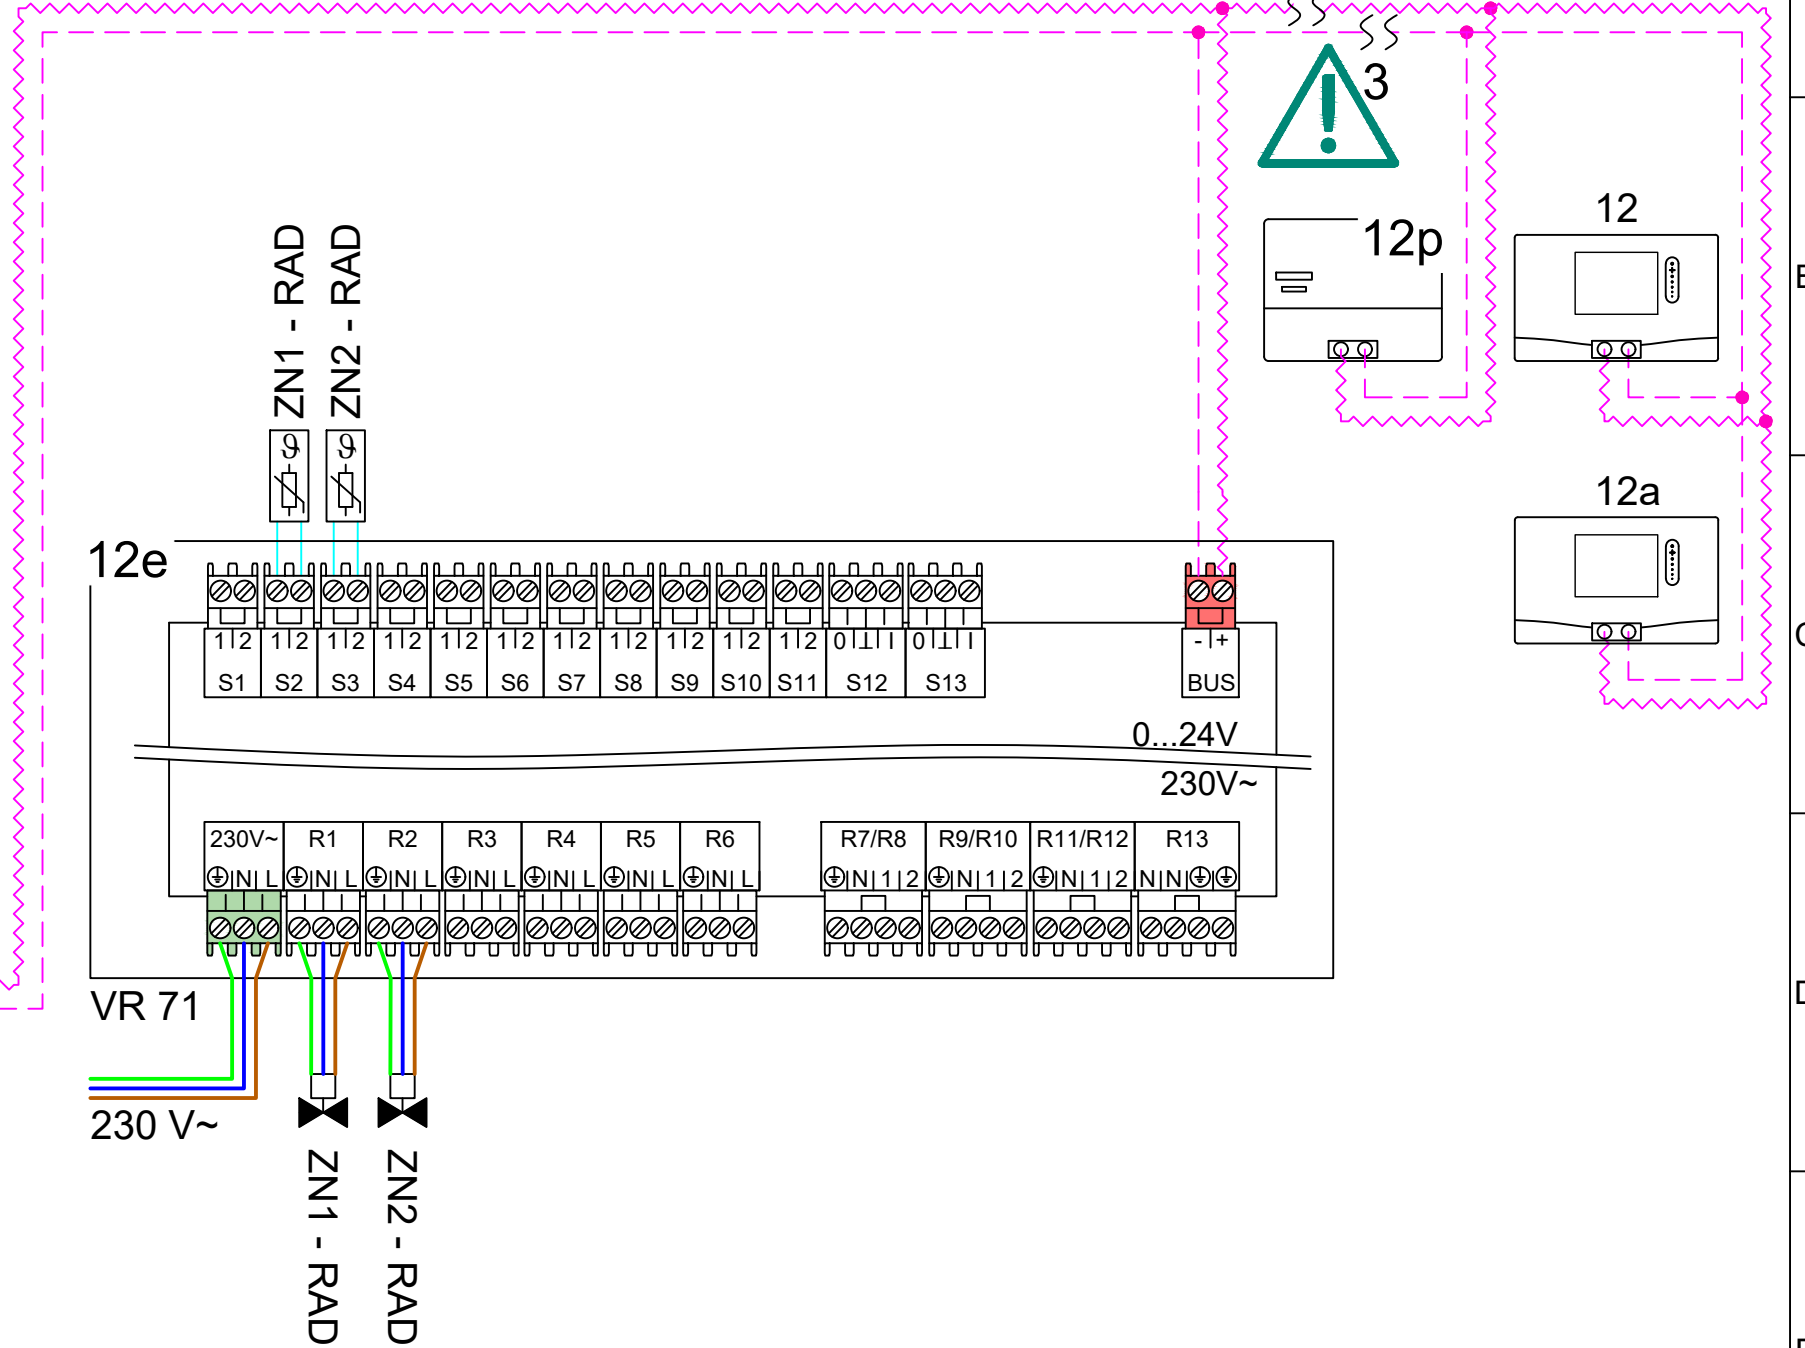 3
12p
12
12a
ZN1 - RAD
ZN2 - RAD
ϑ
ϑ
12e
1 2 1 2 1 2 1 2 1 2 1 2 1 2 1 2 1 2 1 2 1 2 0 ⊥ I 0 ⊥ I - +
S1 S2 S3 S4 S5 S6 S7 S8 S9 S10 S11 S12 S13 BUS
0...24V
230V~
230V~ R1 R2 R3 R4 R5 R6 R7/R8 R9/R10 R11/R12 R13
⏚ N L ⏚ N L ⏚ N L ⏚ N L ⏚ N L ⏚ N L ⏚ N L ⏚ N 1 2 ⏚ N 1 2 ⏚ N 1 2 N N ⏚ ⏚
VR 71
230 V~
ZN1 - RAD
ZN2 - RAD